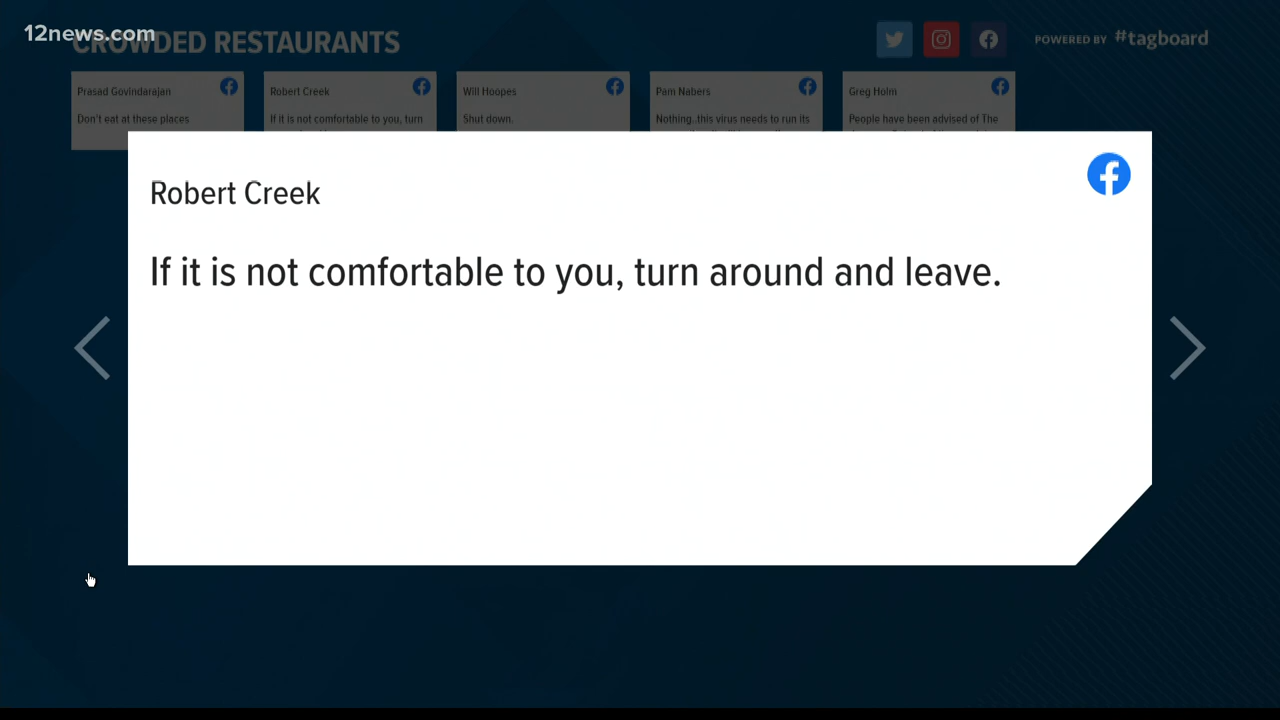 12news.com
CROWDED RESTAURANTS
POWERED BY #tagboard
Prasad Govindarajan
Don't eat at these places
Robert Creek
If it is not comfortable to you, turn
Will Hoopes
Shut down.
Pam Nabers
Nothing..this virus needs to run its
Greg Holm
People have been advised of The
Robert Creek
If it is not comfortable to you, turn around and leave.